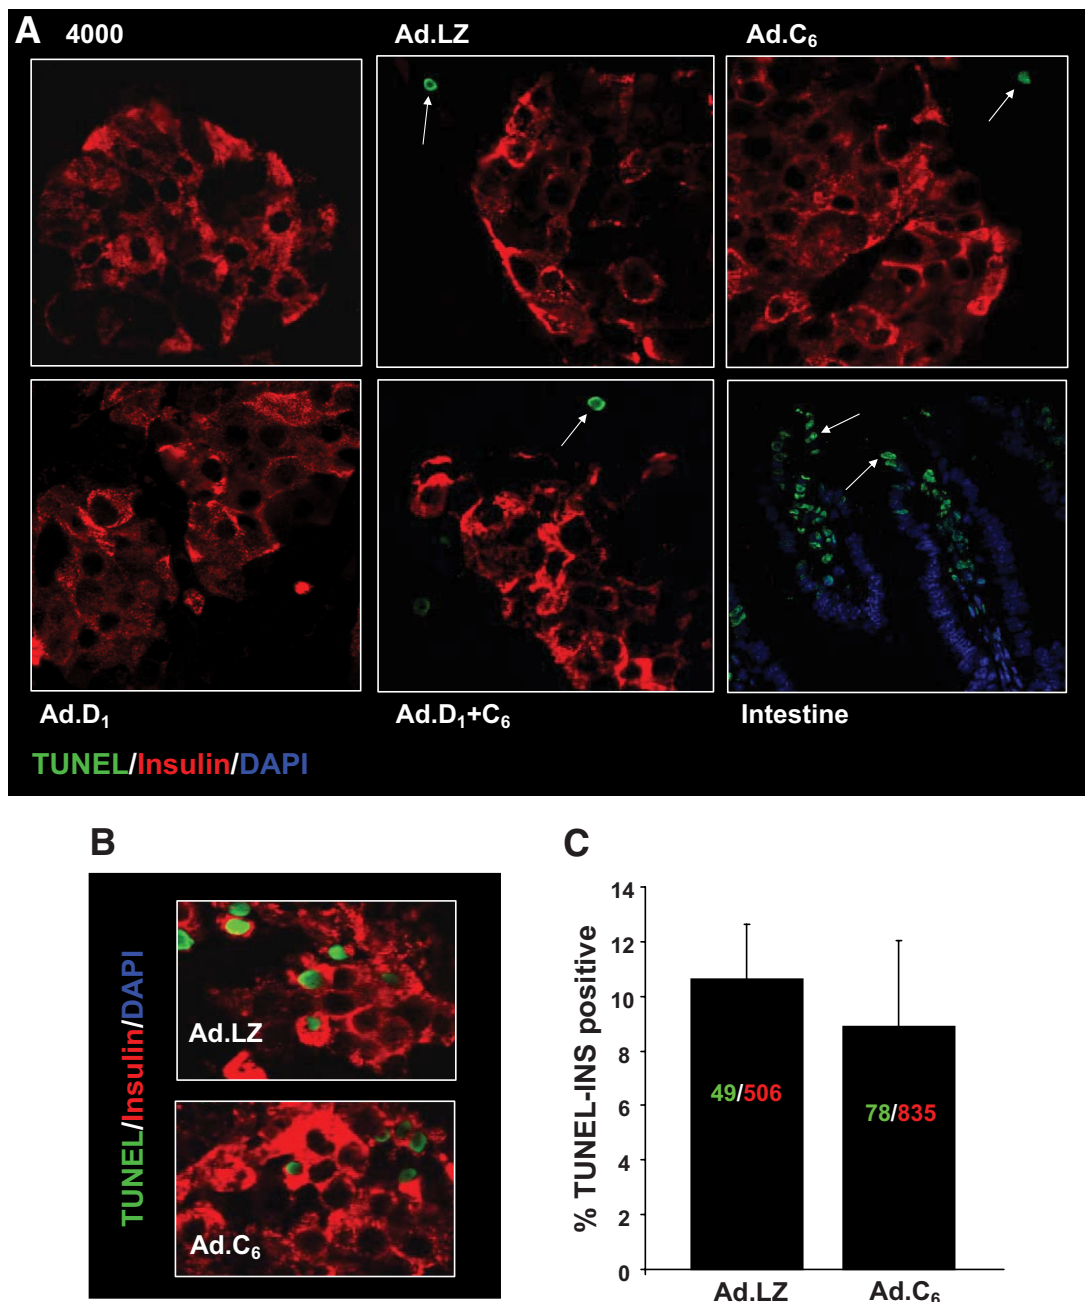 A 4000 Ad.LZ Ad.C6
Ad.D1 Ad.D1+C6 Intestine
TUNEL/Insulin/DAPI
B
TUNEL/Insulin/DAPI
Ad.LZ
Ad.C6
C
% TUNEL-INS positive
14
12
10
8
6
4
2
0
49/506 78/835
Ad.LZ Ad.C6